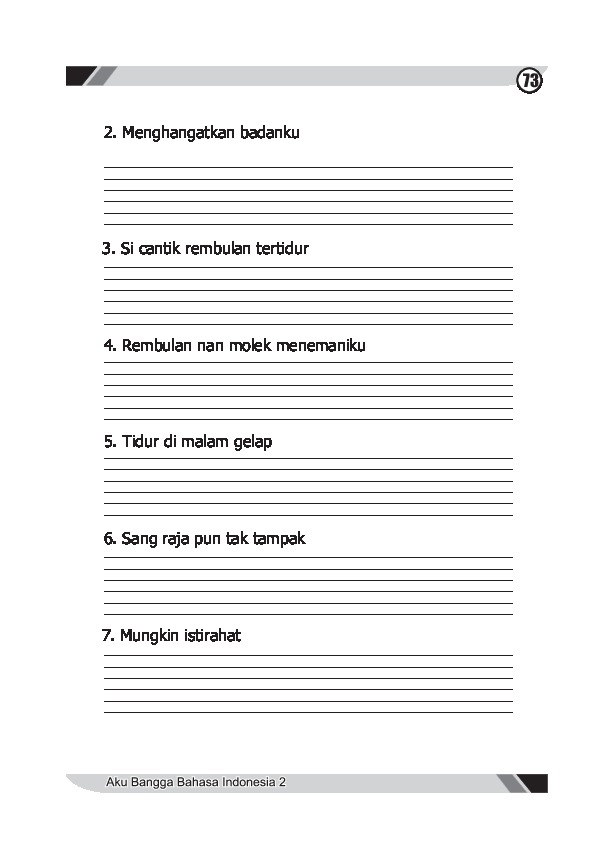 73
2. Menghangatkan badanku
3. Si cantik rembulan tertidur
4. Rembulan nan molek menemaniku
5. Tidur di malam gelap
6. Sang raja pun tak tampak
7. Mungkin istirahat
Aku Bangga Bahasa Indonesia 2